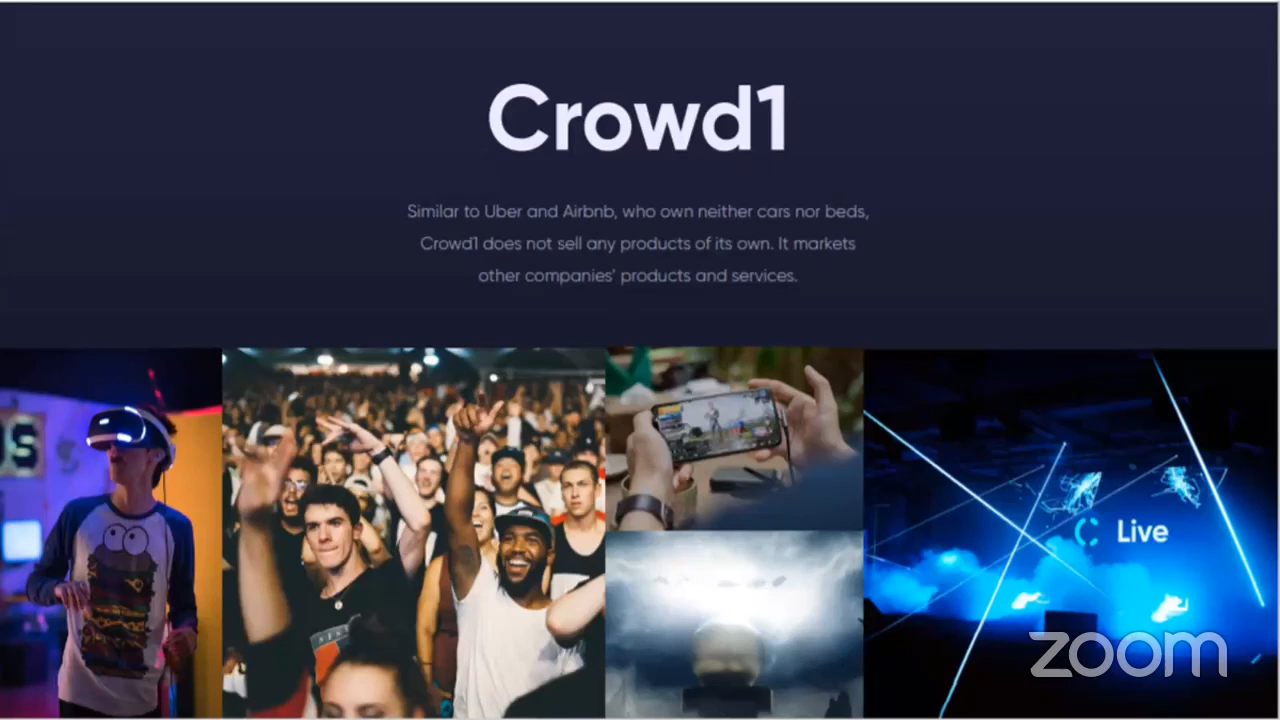 Crowd1
Similar to Uber and Airbnb, who own neither cars nor beds,
Crowd1 does not sell any products of its own. It markets
other companies' products and services.
Live
zoom